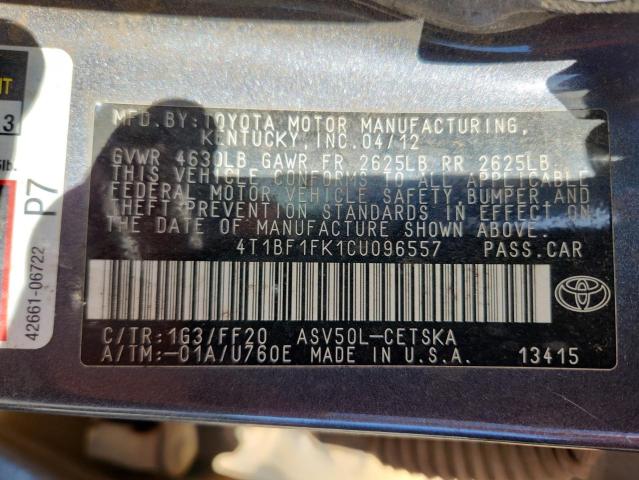 NT
3
lb.
P7
42661-06722
MFD. BY: TOYOTA MOTOR MANUFACTURING,
KENTUCKY, INC. 04/12
GVWR 4630LB GAWR FR 2625LB RR 2625LB
THIS VEHICLE CONFORMS TO ALL APPLICABLE
FEDERAL MOTOR VEHICLE SAFETY, BUMPER, AND
THEFT PREVENTION STANDARDS IN EFFECT ON
THE DATE OF MANUFACTURE SHOWN ABOVE.
4T1BF1FK1CU096557 PASS.CAR
C/TR: 1G3/FF20 ASV50L-CETSKA
A/TM: -01A/U760E MADE IN U.S.A. 13415